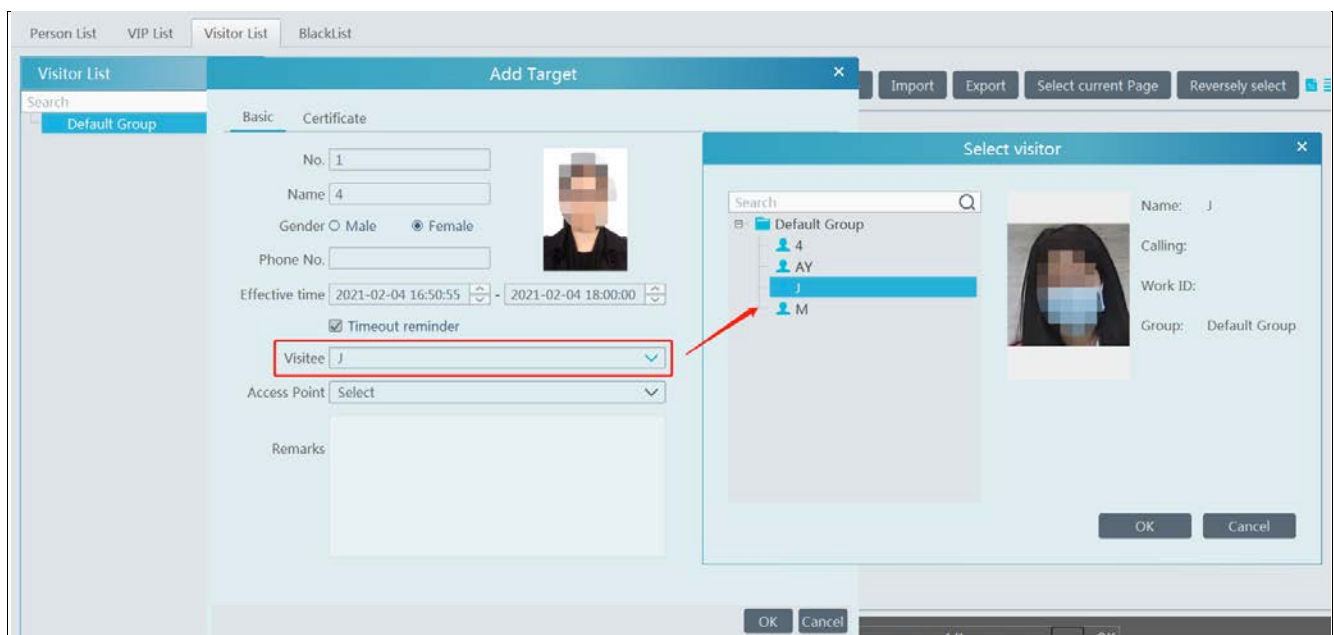 Person List VIP List Visitor List BlackList
Visitor List
Search
Default Group
Add Target
Basic Certificate
No. 1
Name 4
Gender Male Female
Phone No.
Effective time 2021-02-04 16:50:55 - 2021-02-04 18:00:00
Timeout reminder
Visitee J
Access Point Select
Remarks
OK Cancel
Import Export Select current Page Reversely select
Select visitor
Search
Default Group
4
AY
J
M
Name: J
Calling:
Work ID:
Group: Default Group
OK Cancel